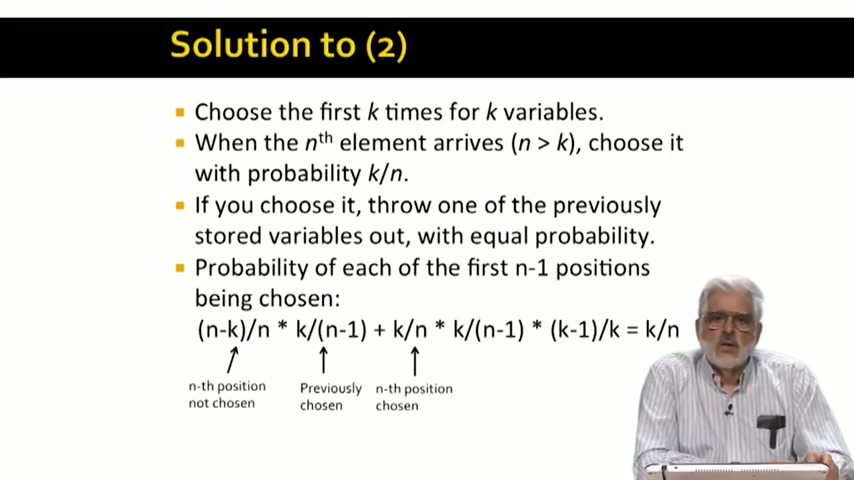 Solution to (2)
Choose the first k times for k variables.
When the nth element arrives (n > k), choose it
with probability k/n.
If you choose it, throw one of the previously
stored variables out, with equal probability.
Probability of each of the first n-1 positions
being chosen:
(n-k)/n * k/(n-1) + k/n * k/(n-1) * (k-1)/k = k/n
n-th position
not chosen
Previously
chosen
n-th position
chosen